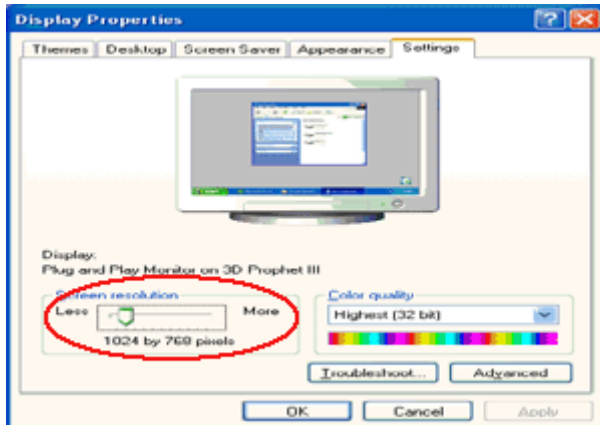 Display Properties
Themes Desktop Screen Saver Appearance Settings
Display:
Plug and Play Monitor on 3D Prophet III
Screen resolution
Less More
1024 by 768 pixels
Color quality
Highest (32 bit)
Troubleshoot... Advanced
OK Cancel Apply